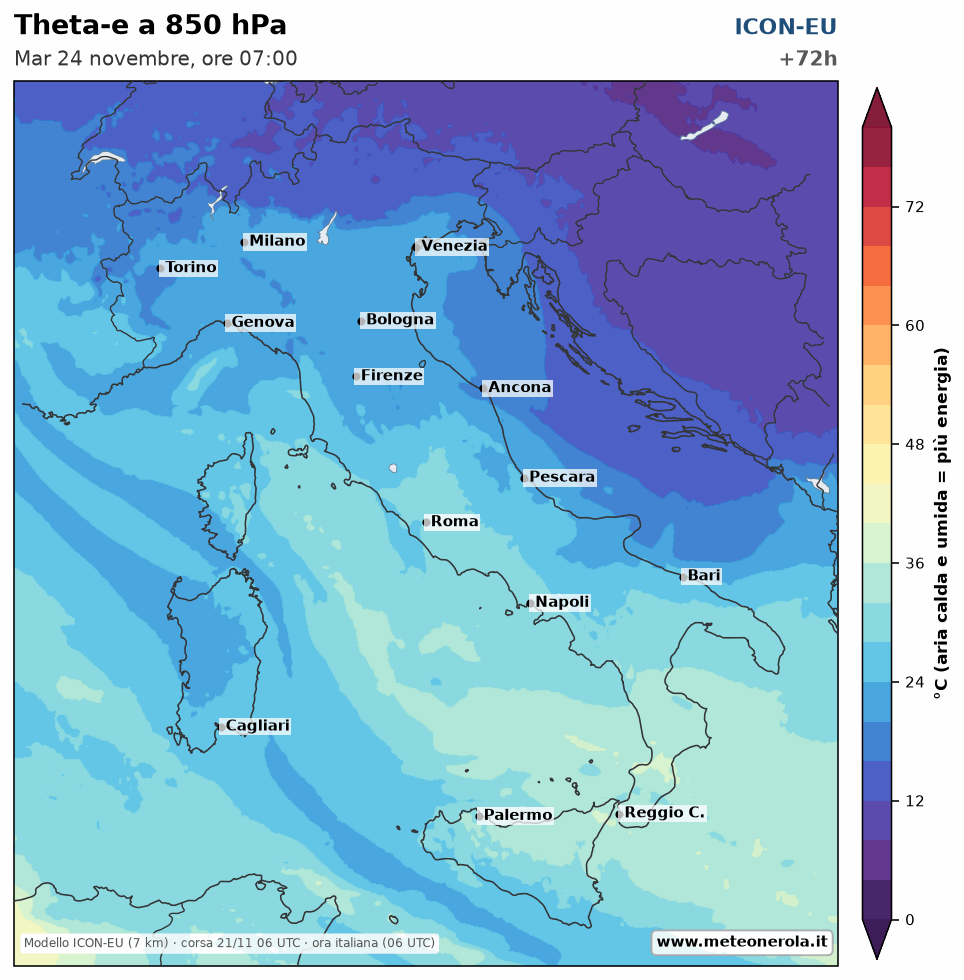 Theta-e a 850 hPa
ICON-EU
Mar 24 novembre, ore 07:00
+72h
Milano
Venezia
Torino
Genova
Bologna
Firenze
Ancona
Pescara
Roma
Bari
Napoli
Cagliari
Palermo
Reggio C.
72
60
48
36
24
12
0
°C (aria calda e umida = più energia)
Modello ICON-EU (7 km) · corsa 21/11 06 UTC · ora italiana (06 UTC)
www.meteonerola.it